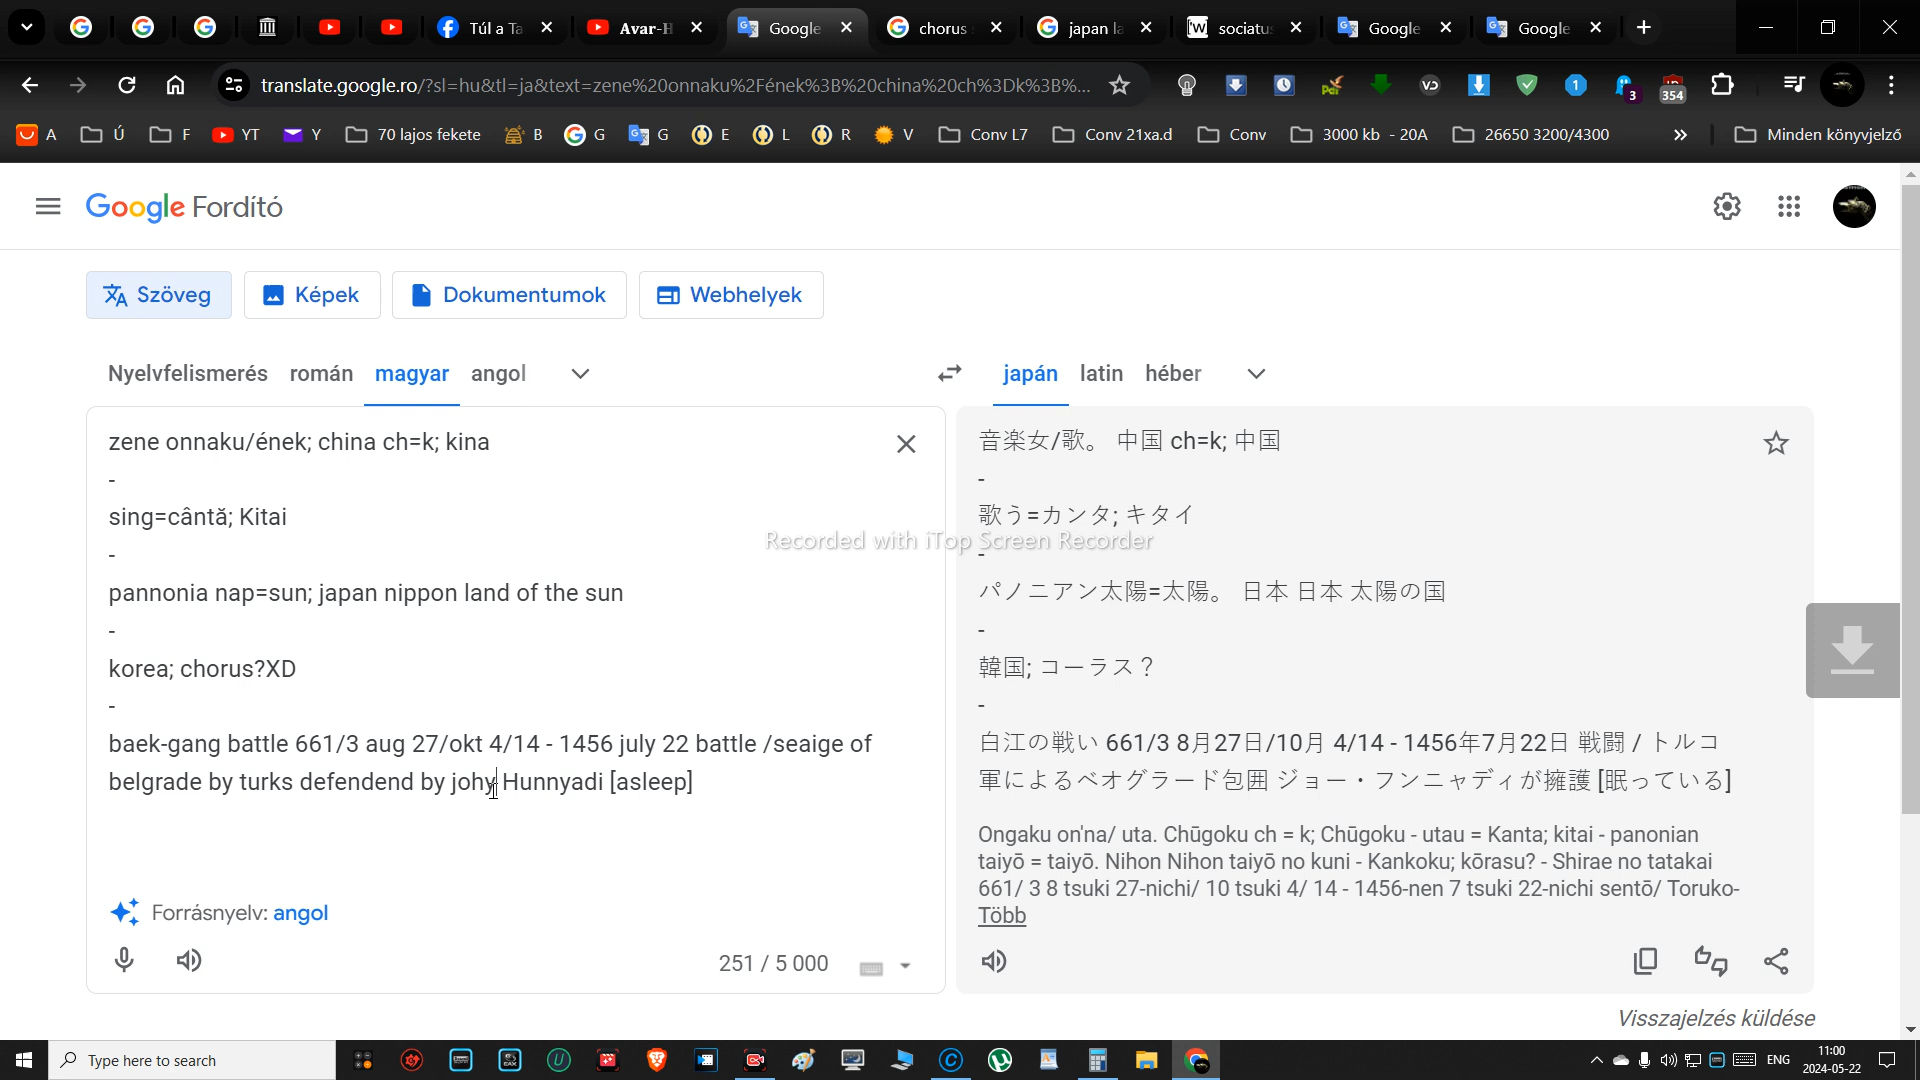 Túl a Ta
Avar-H
Google
chorus
japan la
sociatu
Google
Google
translate.google.ro/?sl=hu&tl=ja&text=zene%20onnaku%2Fének%3B%20china%20ch%3Dk%3B%...
3
354
A
Ú
F
YT
Y
70 lajos fekete
B
G
G
E
L
R
V
Conv L7
Conv 21xa.d
Conv
3000 kb - 20A
26650 3200/4300
»
Minden könyvjelző
Google Fordító
Szöveg
Képek
Dokumentumok
Webhelyek
Nyelvfelismerés román magyar angol
japán latin héber
zene onnaku/ének; china ch=k; kina
-
sing=cântă; Kitai
-
pannonia nap=sun; japan nippon land of the sun
-
korea; chorus?XD
-
baek-gang battle 661/3 aug 27/okt 4/14 - 1456 july 22 battle /seaige of
belgrade by turks defendend by johy Hunnyadi [asleep]
Forrásnyelv: angol
251 / 5 000
音楽女/歌。 中国 ch=k; 中国
-
歌う=カンタ; キタイ
-
パノニアン太陽=太陽。 日本 日本 太陽の国
-
韓国; コーラス？
-
白江の戦い 661/3 8月27日/10月 4/14 - 1456年7月22日 戦闘 / トルコ
軍によるベオグラード包囲 ジョー・フンニャディが擁護 [眠っている]
Ongaku on'na/ uta. Chūgoku ch = k; Chūgoku - utau = Kanta; kitai - panonian
taiyō = taiyō. Nihon Nihon taiyō no kuni - Kankoku; kōrasu? - Shirae no tatakai
661/ 3 8 tsuki 27-nichi/ 10 tsuki 4/ 14 - 1456-nen 7 tsuki 22-nichi sentō/ Toruko-
Több
Recorded with iTop Screen Recorder
Visszajelzés küldése
Type here to search
ENG
11:00
2024-05-22